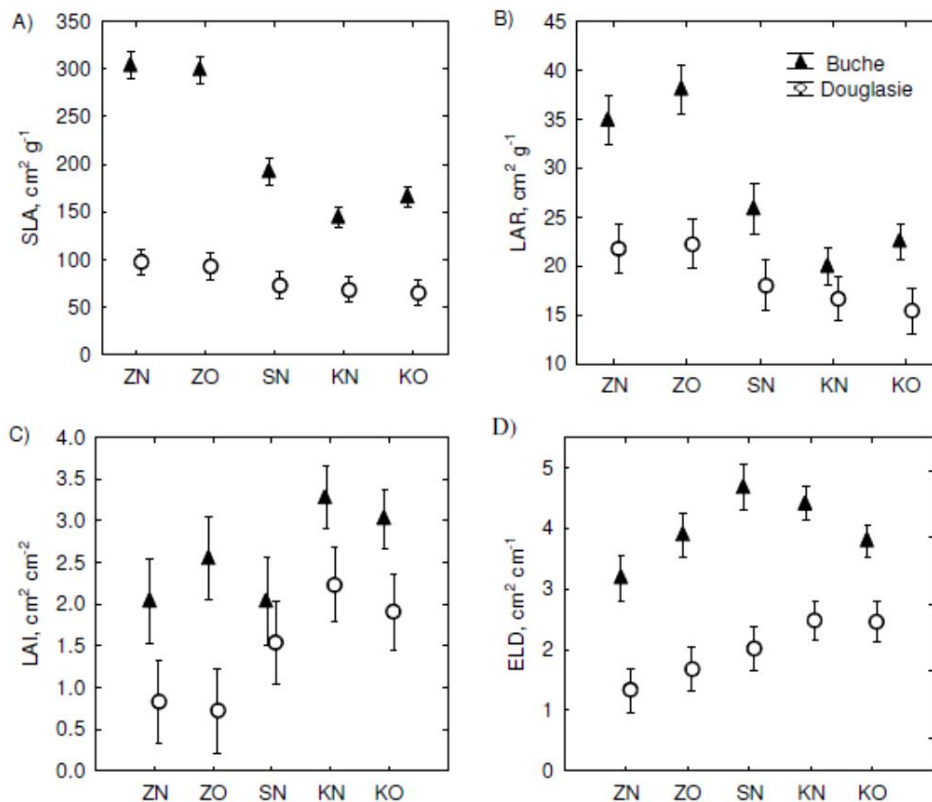 A)
350
300
250
200
150
100
50
0
SLA, cm² g⁻¹
ZN ZO SN KN KO
B)
45
40
35
30
25
20
15
10
LAR, cm² g⁻¹
Buche
Douglasie
ZN ZO SN KN KO
C)
4.0
3.5
3.0
2.5
2.0
1.5
1.0
0.5
0.0
LAI, cm² cm⁻²
ZN ZO SN KN KO
D)
5
4
3
2
1
0
ELD, cm² cm⁻¹
ZN ZO SN KN KO